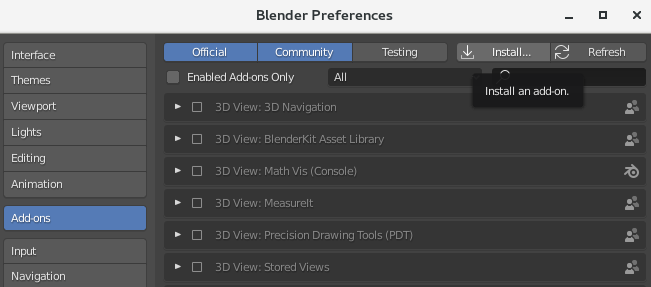 Blender Preferences
Interface
Themes
Viewport
Lights
Editing
Animation
Add-ons
Input
Navigation
Official Community Testing Install... Refresh
Enabled Add-ons Only All
Install an add-on.
3D View: 3D Navigation
3D View: BlenderKit Asset Library
3D View: Math Vis (Console)
3D View: MeasureIt
3D View: Precision Drawing Tools (PDT)
3D View: Stored Views